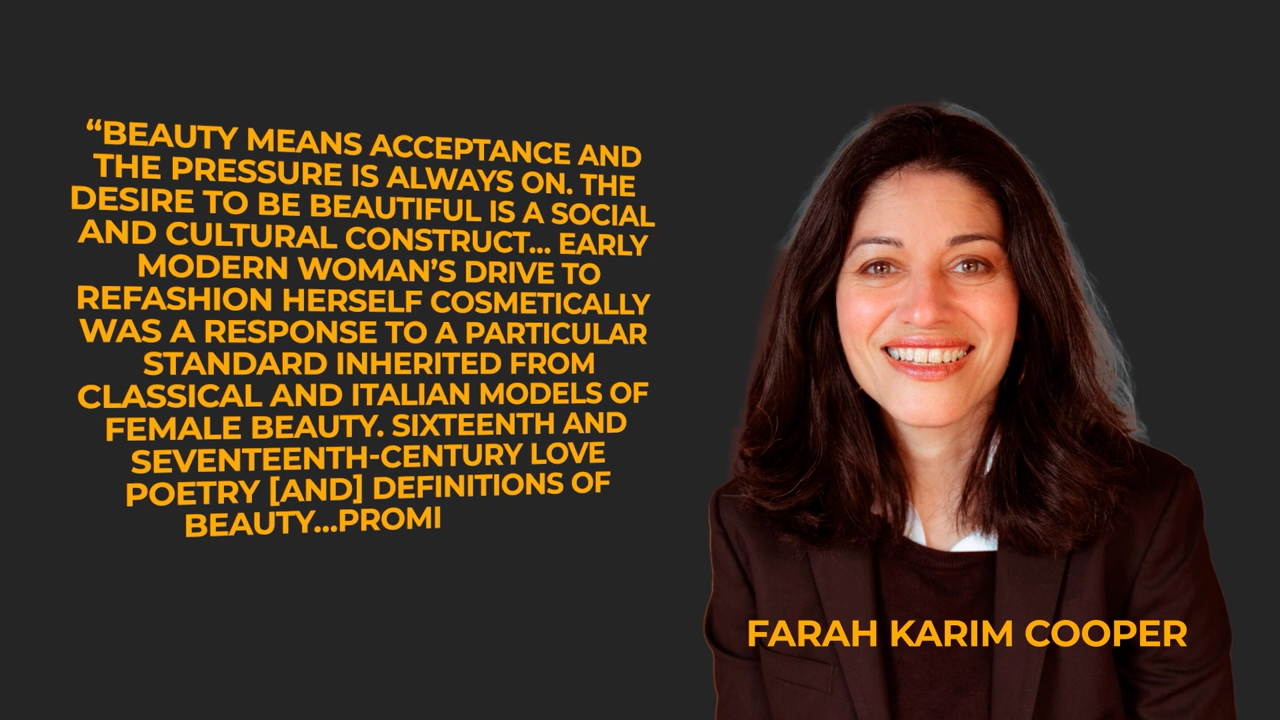 “BEAUTY MEANS ACCEPTANCE AND
THE PRESSURE IS ALWAYS ON. THE
DESIRE TO BE BEAUTIFUL IS A SOCIAL
AND CULTURAL CONSTRUCT... EARLY
MODERN WOMAN’S DRIVE TO
REFASHION HERSELF COSMETICALLY
WAS A RESPONSE TO A PARTICULAR
STANDARD INHERITED FROM
CLASSICAL AND ITALIAN MODELS OF
FEMALE BEAUTY. SIXTEENTH AND
SEVENTEENTH-CENTURY LOVE
POETRY [AND] DEFINITIONS OF
BEAUTY...PROMI
FARAH KARIM COOPER